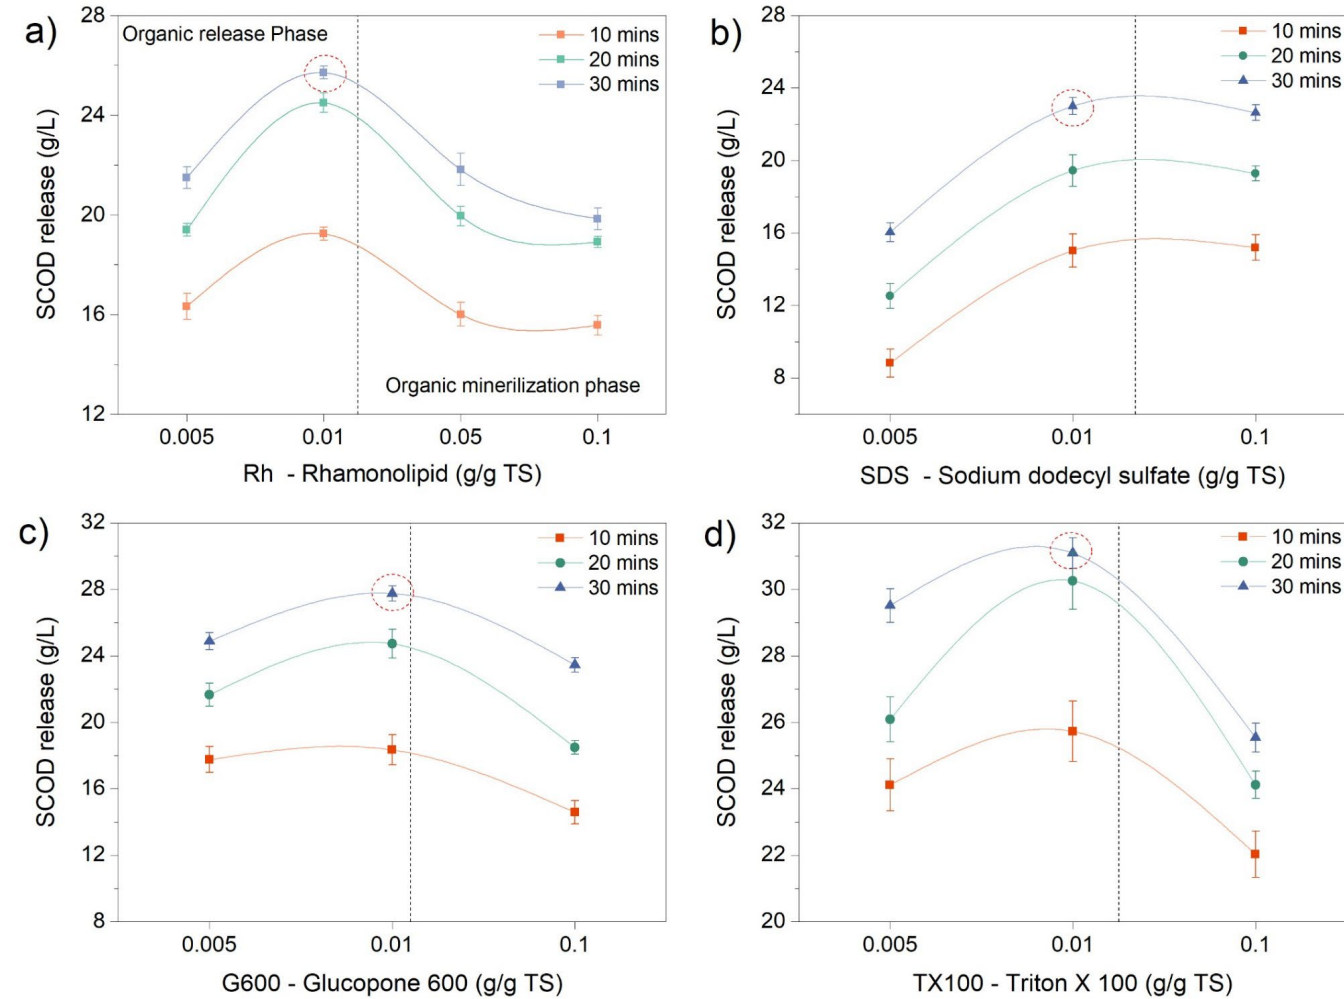 a)
Organic release Phase
10 mins
20 mins
30 mins
28
24
20
16
12
SCOD release (g/L)
Organic minerilization phase
0.005
0.01
0.05
0.1
Rh - Rhamonolipid (g/g TS)
b)
10 mins
20 mins
30 mins
28
24
20
16
12
8
SCOD release (g/L)
0.005
0.01
0.1
SDS - Sodium dodecyl sulfate (g/g TS)
c)
10 mins
20 mins
30 mins
32
28
24
20
16
12
8
SCOD release (g/L)
0.005
0.01
0.1
G600 - Glucopone 600 (g/g TS)
d)
10 mins
20 mins
30 mins
32
30
28
26
24
22
20
SCOD release (g/L)
0.005
0.01
0.1
TX100 - Triton X 100 (g/g TS)